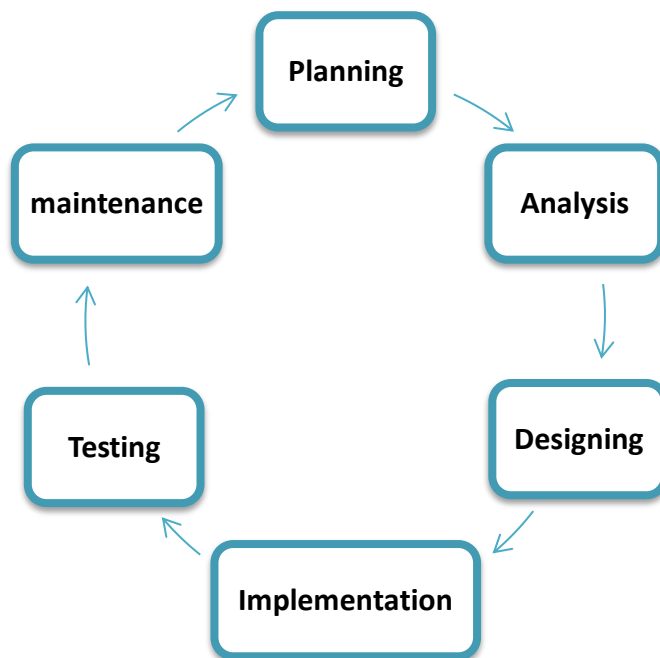 Planning
Analysis
Designing
Implementation
Testing
maintenance